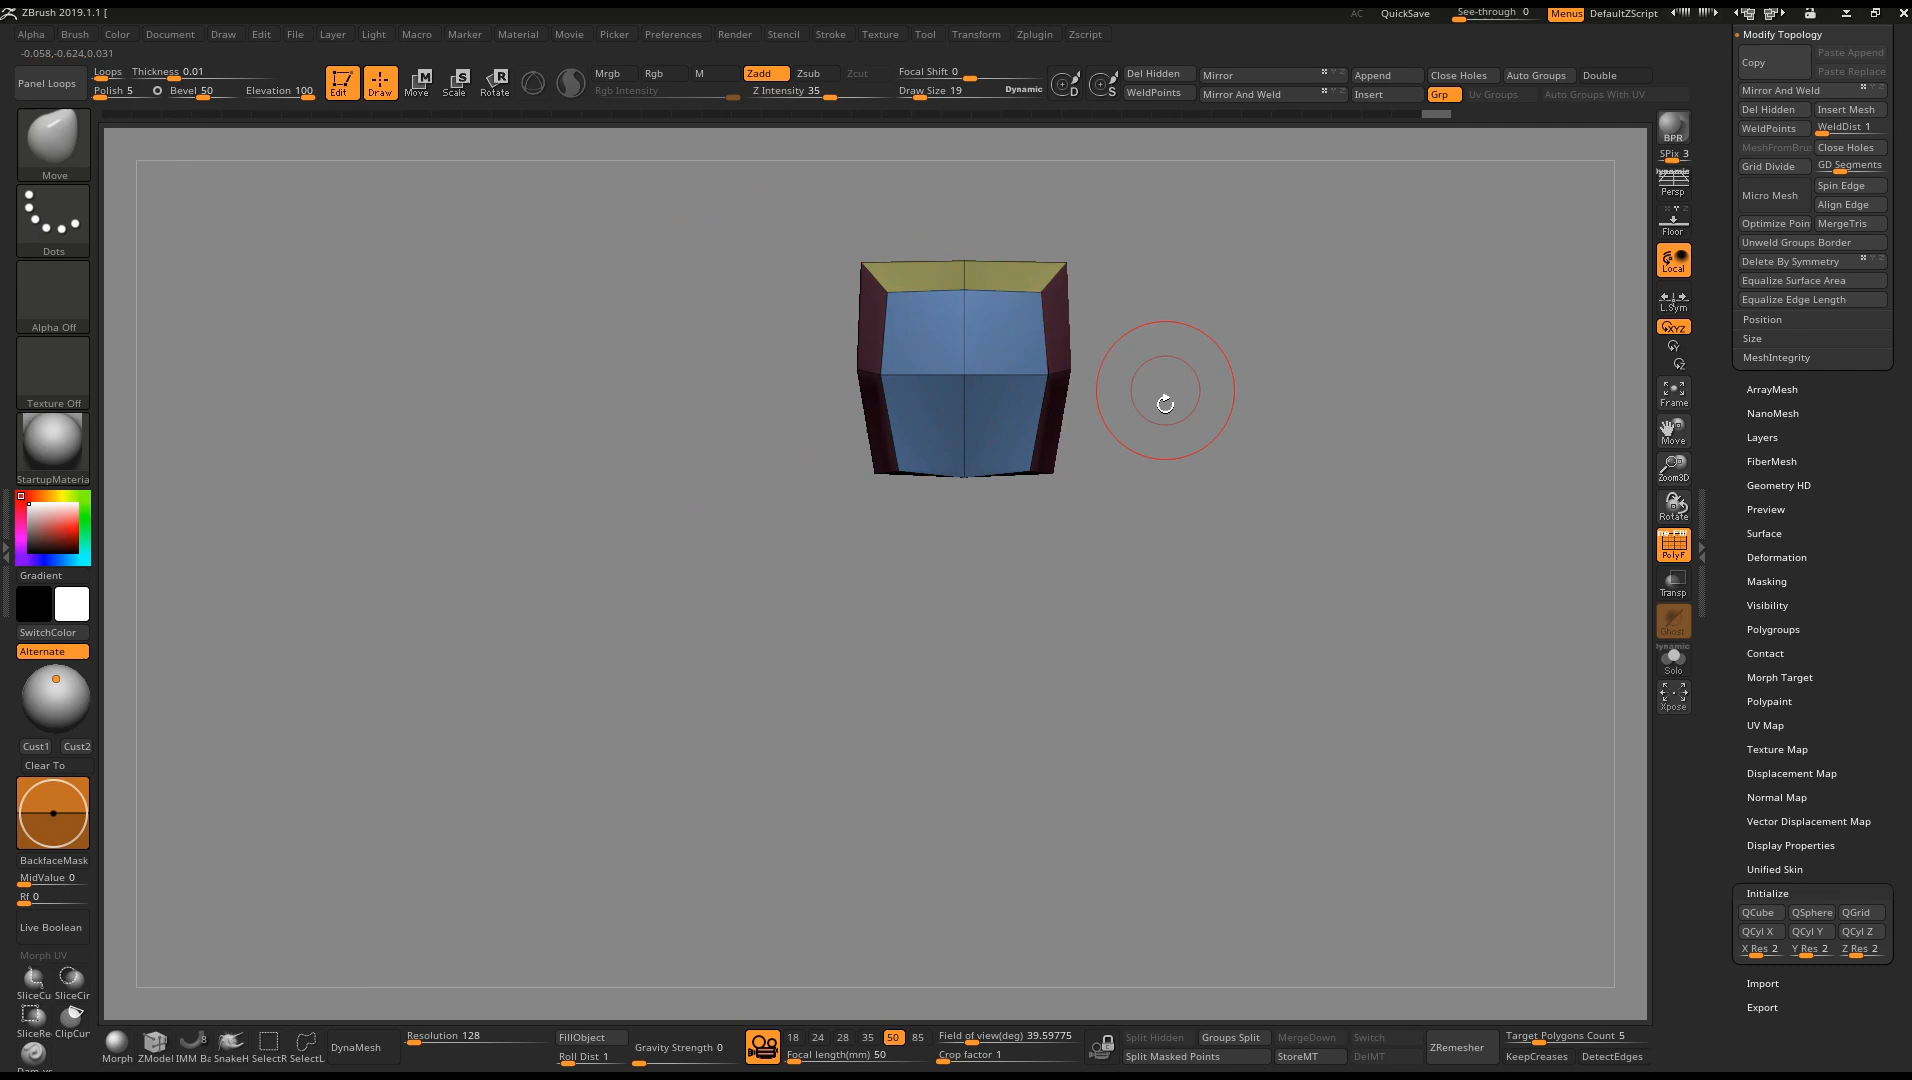 ZBrush 2019.1.1 [
AC QuickSave See-through 0 Menus DefaultZScript
Alpha Brush Color Document Draw Edit File Layer Light Macro Marker Material Movie Picker Preferences Render Stencil Stroke Texture Tool Transform Zplugin Zscript
-0.058,-0.624,0.031
Panel Loops
Loops Thickness 0.01
Polish 5 Bevel 50 Elevation 100
Edit Draw Move Scale Rotate
Mrgb Rgb M Zadd Zsub Zcut
Rgb Intensity Z Intensity 35
Focal Shift 0
Draw Size 19 Dynamic
D S
Del Hidden Mirror Append Close Holes Auto Groups Double
WeldPoints Mirror And Weld Insert Grp Uv Groups Auto Groups With UV
Move
Dots
Alpha Off
Texture Off
StartupMateria
Gradient
SwitchColor
Alternate
Cust1 Cust2
Clear To
BackfaceMask
MidValue 0
Rf 0
Live Boolean
Morph UV
SliceCu SliceCir
SliceRe ClipCur
BPR
SPix 3
Dynamic
Persp
Floor
Local
L.Sym
XYZ
Y
Z
Frame
Move
Zoom3D
Rotate
PolyF
Transp
Ghost
Dynamic
Solo
Xpose
Modify Topology
Copy Paste Append
Paste Replace
Mirror And Weld
Del Hidden Insert Mesh
WeldPoints WeldDist 1
MeshFromBru Close Holes
Grid Divide GD Segments
Micro Mesh Spin Edge
Align Edge
Optimize Poin MergeTris
Unweld Groups Border
Delete By Symmetry
Equalize Surface Area
Equalize Edge Length
Position
Size
MeshIntegrity
ArrayMesh
NanoMesh
Layers
FiberMesh
Geometry HD
Preview
Surface
Deformation
Masking
Visibility
Polygroups
Contact
Morph Target
Polypaint
UV Map
Texture Map
Displacement Map
Normal Map
Vector Displacement Map
Display Properties
Unified Skin
Initialize
QCube QSphere QGrid
QCyl X QCyl Y QCyl Z
X Res 2 Y Res 2 Z Res 2
Import
Export
Morph ZModel IMM Ba SnakeH SelectR SelectL
8
DynaMesh
Resolution 128
FillObject
Roll Dist 1
Gravity Strength 0
18 24 28 35 50 85
Focal length(mm) 50
Field of view(deg) 39.59775
Crop factor 1
Split Hidden Groups Split MergeDown Switch
Split Masked Points StoreMT DelMT
ZRemesher
Target Polygons Count 5
KeepCreases DetectEdges